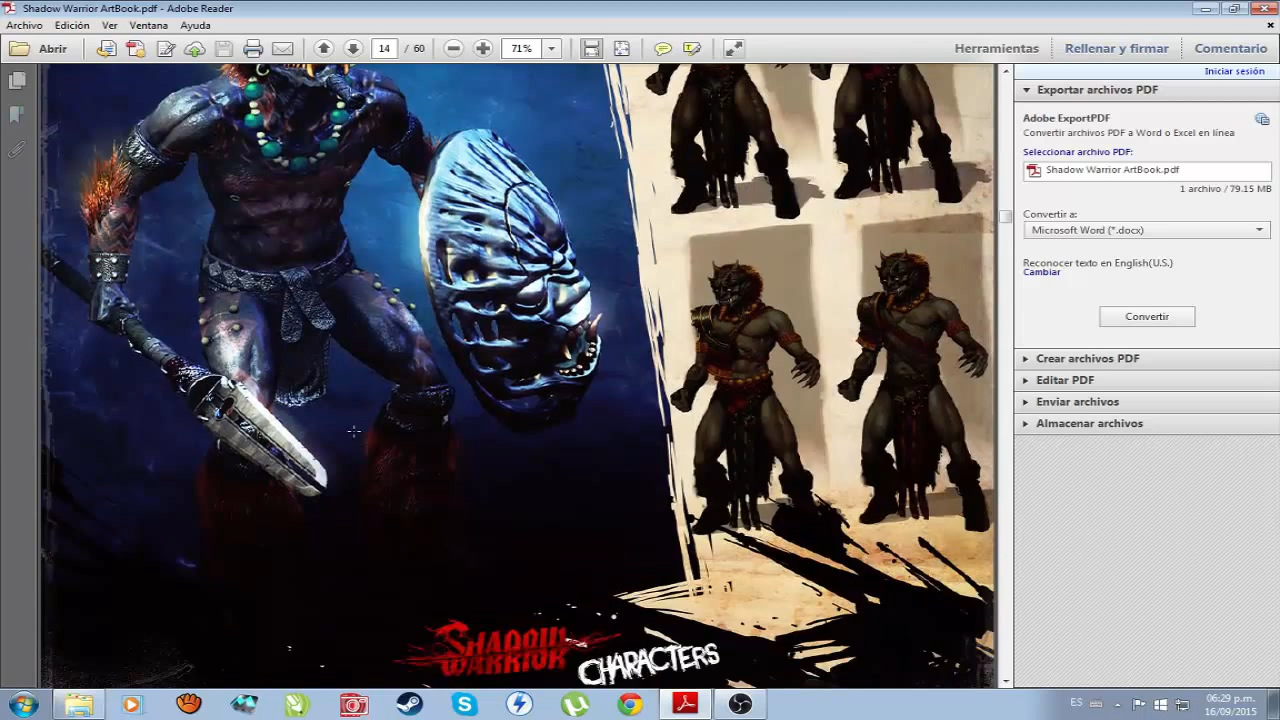 Shadow Warrior ArtBook.pdf - Adobe Reader
Archivo Edición Ver Ventana Ayuda
Abrir 14 / 60 71% Herramientas Rellenar y firmar Comentario
Iniciar sesión
Exportar archivos PDF
Adobe ExportPDF
Convertir archivos PDF a Word o Excel en línea
Seleccionar archivo PDF:
Shadow Warrior ArtBook.pdf
1 archivo / 79.15 MB
Convertir a:
Microsoft Word (*.docx)
Reconocer texto en English(U.S.)
Cambiar
Convertir
Crear archivos PDF
Editar PDF
Enviar archivos
Almacenar archivos
SHADOW
WARRIOR
CHARACTERS
ES
06:29 p.m.
16/09/2015